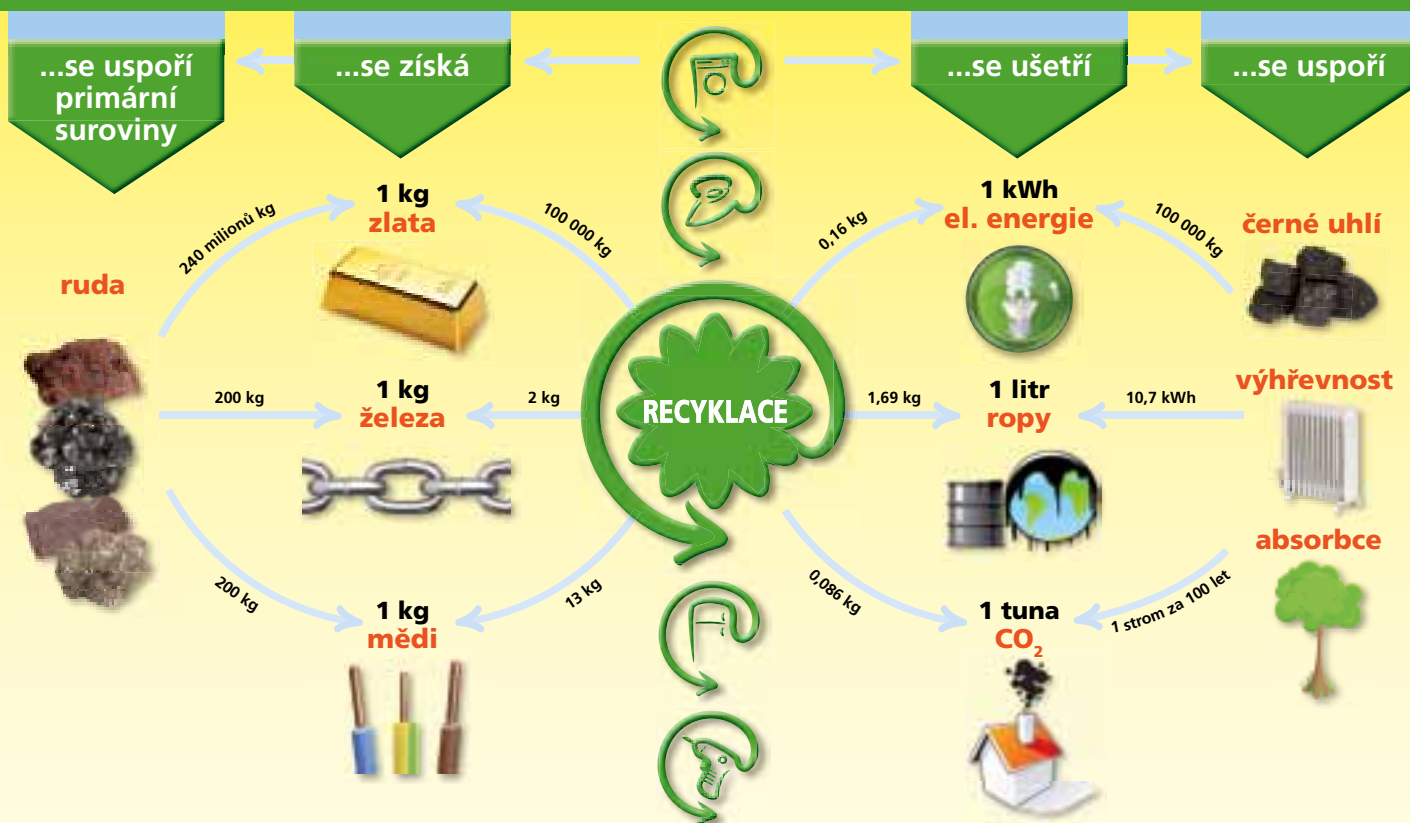 ...se uspoří
primární
suroviny
...se získá
...se ušetří
...se uspoří
1 kg
zlata
240 milionů kg
100 000 kg
ruda
1 kg
železa
200 kg
2 kg
1 kg
mědi
200 kg
13 kg
RECYKLACE
1 kWh
el. energie
0,16 kg
100 000 kg
černé uhlí
1 litr
ropy
1,69 kg
10,7 kWh
výhřevnost
1 tuna
CO₂
0,086 kg
1 strom za 100 let
absorbce